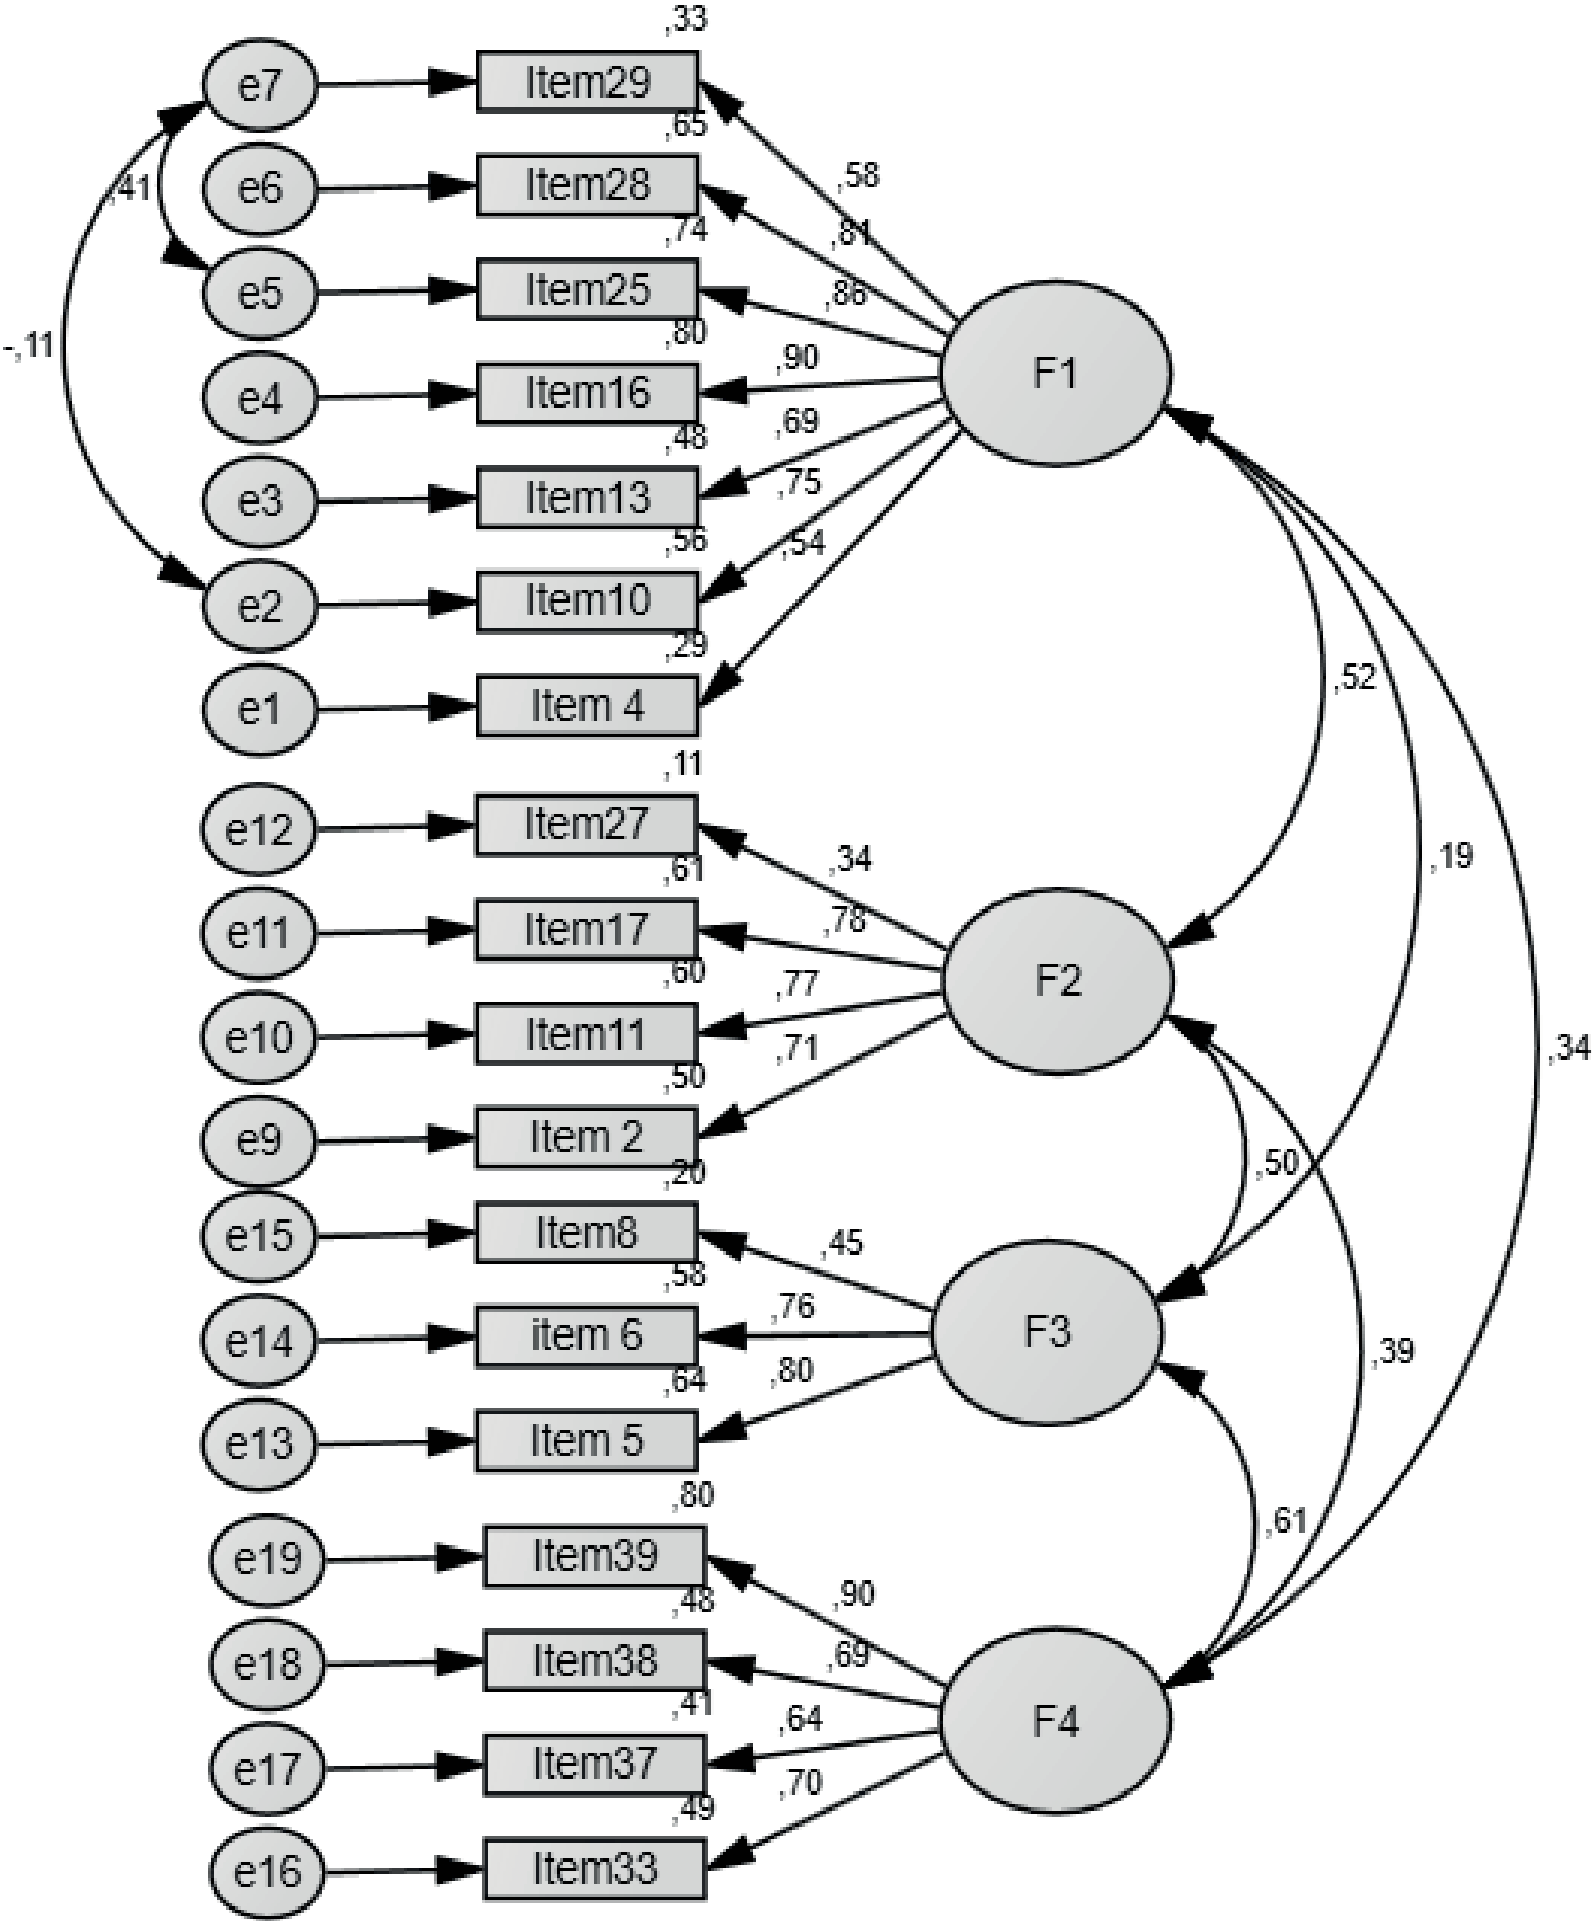 ,33
e7 Item29
,65
,58
,41 e6 Item28
,74
,81
e5 Item25
,86
-,11
,80
,90
e4 Item16 F1
,48
,69
e3 Item13
,75
,56
,54
e2 Item10
,29
,52
e1 Item 4
,11
e12 Item27
,34
,19
,61
,78
e11 Item17
,60
,77
F2
e10 Item11
,71
,34
,50
e9 Item 2
,50
,20
e15 Item8
,45
,58
,76
e14 item 6 F3
,39
,64
,80
e13 Item 5
,80
,61
e19 Item39
,90
,48
,69
e18 Item38
,41
,64
F4
e17 Item37
,70
,49
e16 Item33